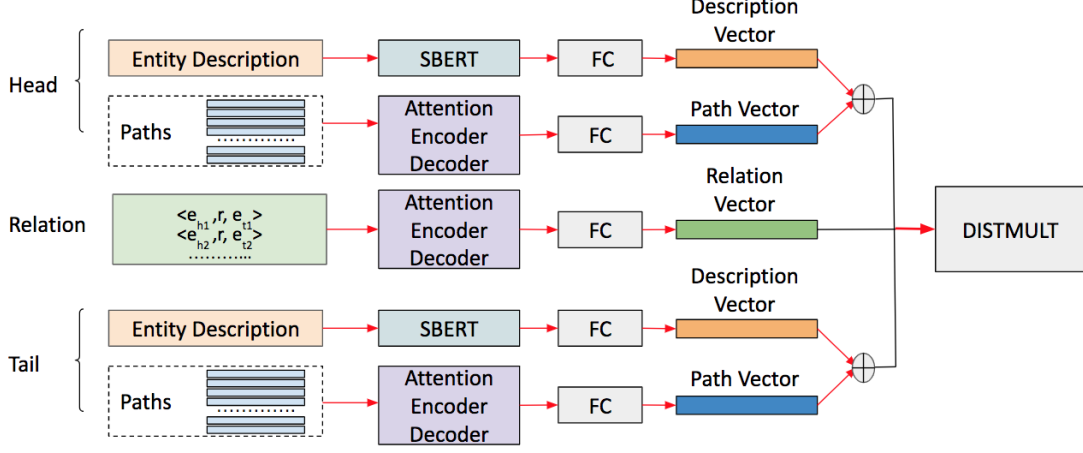 Head
Entity Description
SBERT
FC
Description
Vector
Paths
............
Attention
Encoder
Decoder
FC
Path Vector
Relation
<e_h1 ,r, e_t1>
<e_h2 ,r, e_t2>
............
Attention
Encoder
Decoder
FC
Relation
Vector
DISTMULT
Tail
Entity Description
SBERT
FC
Description
Vector
Paths
............
Attention
Encoder
Decoder
FC
Path Vector